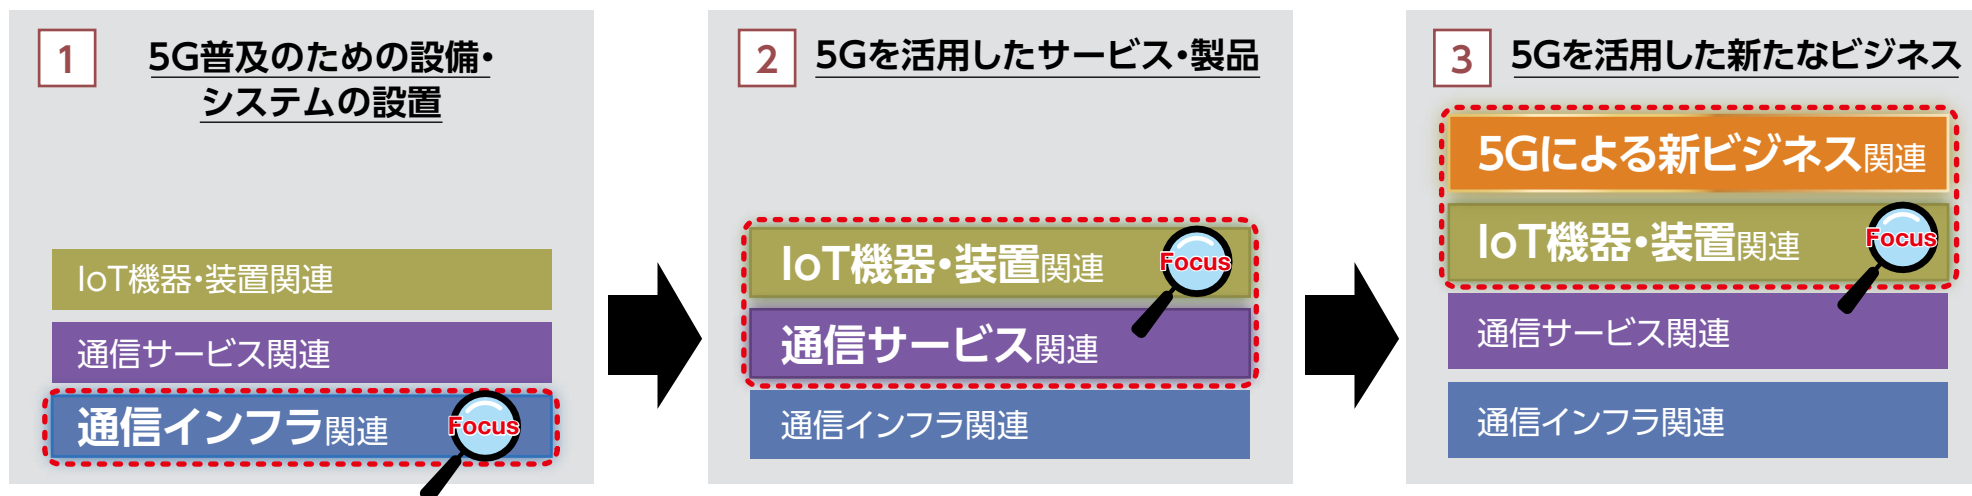 1
5G普及のための設備・
システムの設置
IoT機器・装置関連
通信サービス関連
通信インフラ関連
Focus
2
5Gを活用したサービス・製品
IoT機器・装置関連
Focus
通信サービス関連
通信インフラ関連
3
5Gを活用した新たなビジネス
5Gによる新ビジネス関連
IoT機器・装置関連
Focus
通信サービス関連
通信インフラ関連